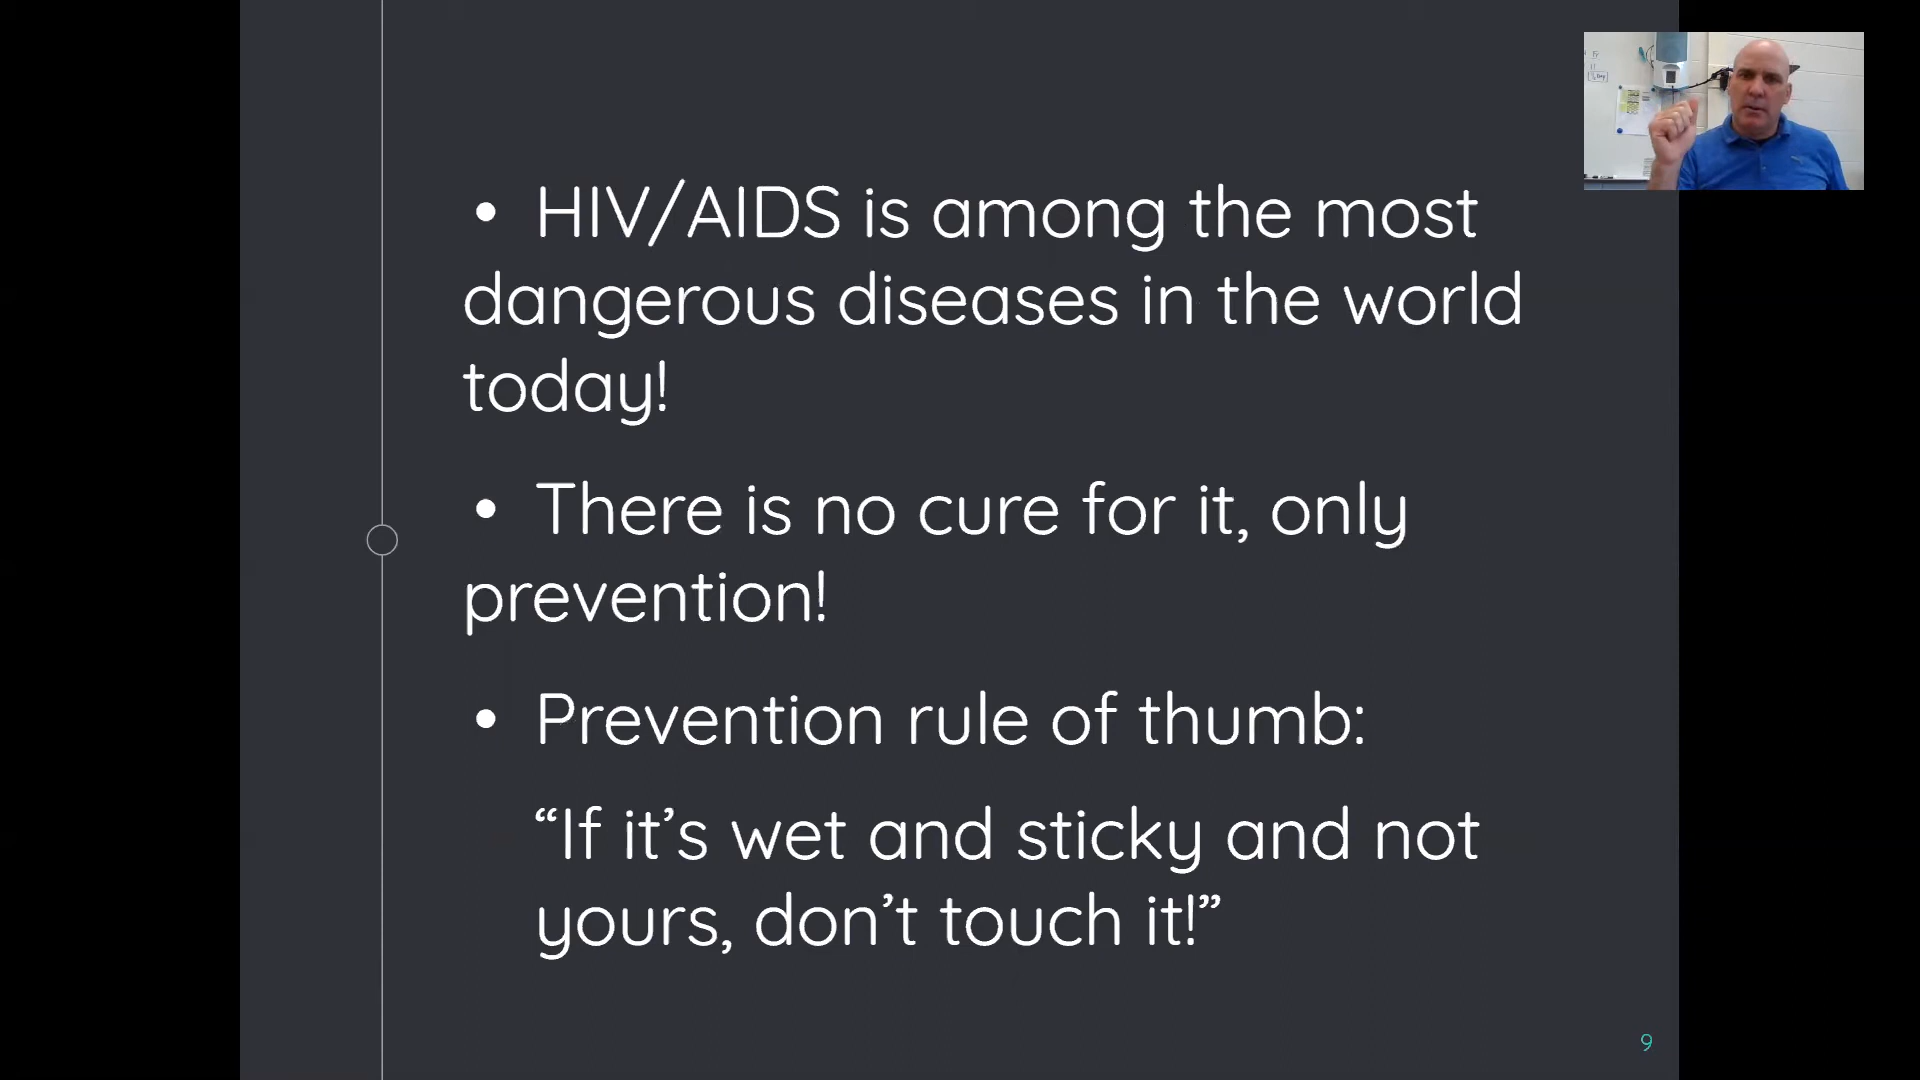 • HIV/AIDS is among the most
dangerous diseases in the world
today!
• There is no cure for it, only
prevention!
• Prevention rule of thumb:
“If it’s wet and sticky and not
yours, don’t touch it!”
9